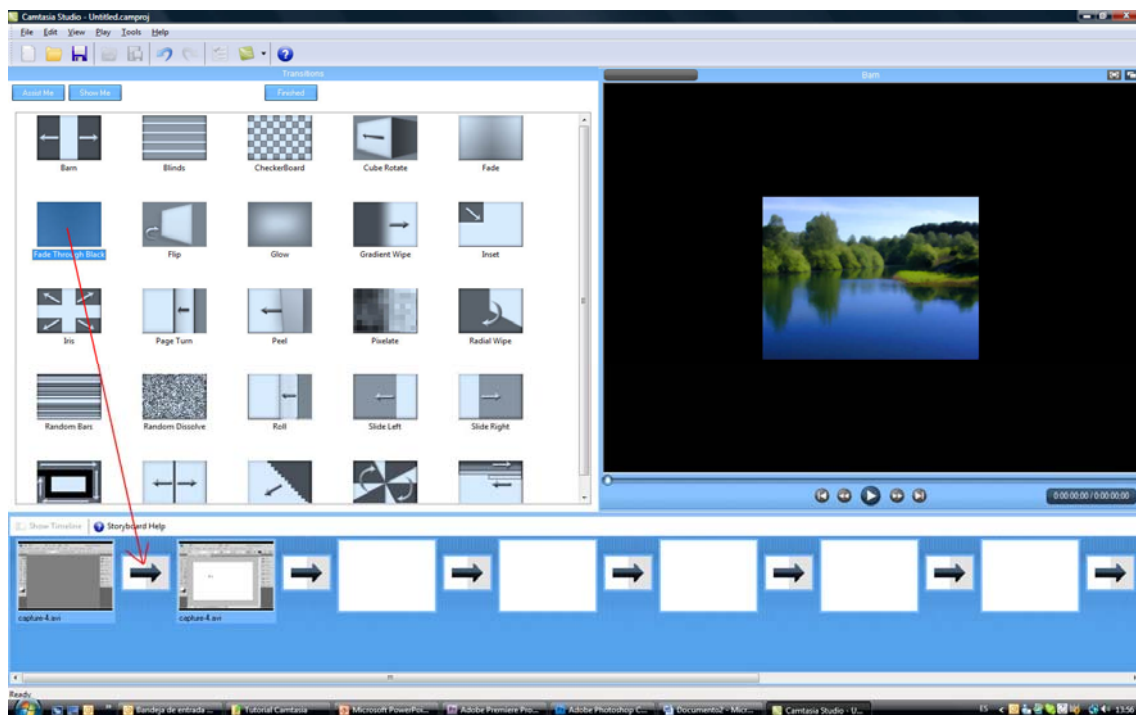 Camtasia Studio - Untitled.camproj
File Edit View Play Tools Help
Transitions
Barn
Assist Me Show Me Finished
Barn Blinds CheckerBoard Cube Rotate Fade
Fade Through Black Flip Glow Gradient Wipe Inset
Iris Page Turn Peel Pixelate Radial Wipe
Random Bars Random Dissolve Roll Slide Left Slide Right
0:00:00:00 / 0:00:00:00
Show Timeline Storyboard Help
capture-4.avi capture-4.avi
Ready
Bandeja de entrada ... Tutorial Camtasia Microsoft PowerPoi... Adobe Premiere Pro... Adobe Photoshop C... Documento2 - Micr... Camtasia Studio - U... ES 13:56